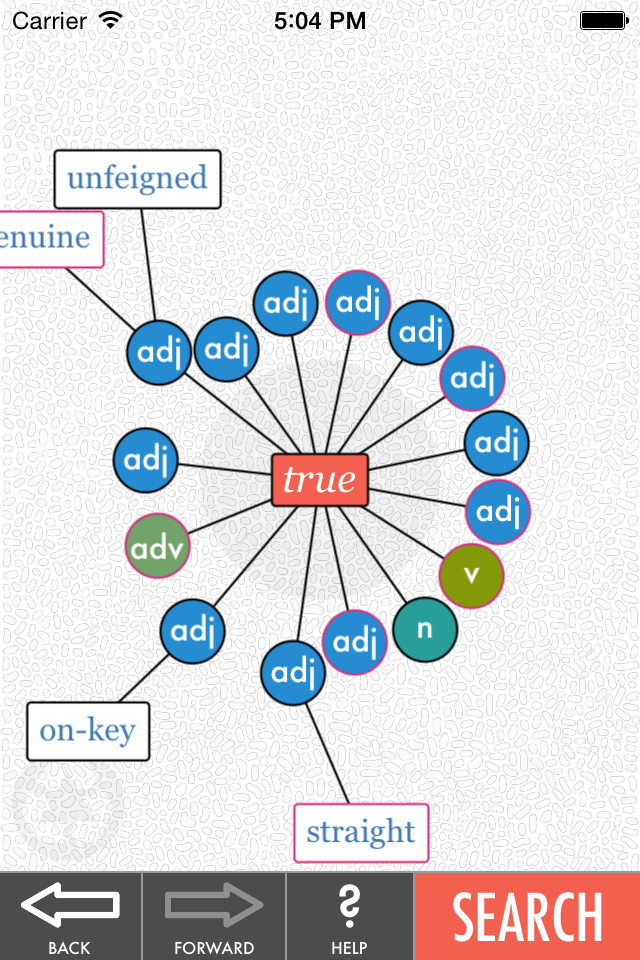 Carrier 5:04 PM
unfeigned
enuine
adj adj
adj adj adj
adj
adj
adj
true
adj
adv
v
adj
n
adj
adj
on-key
straight
BACK FORWARD ? HELP SEARCH